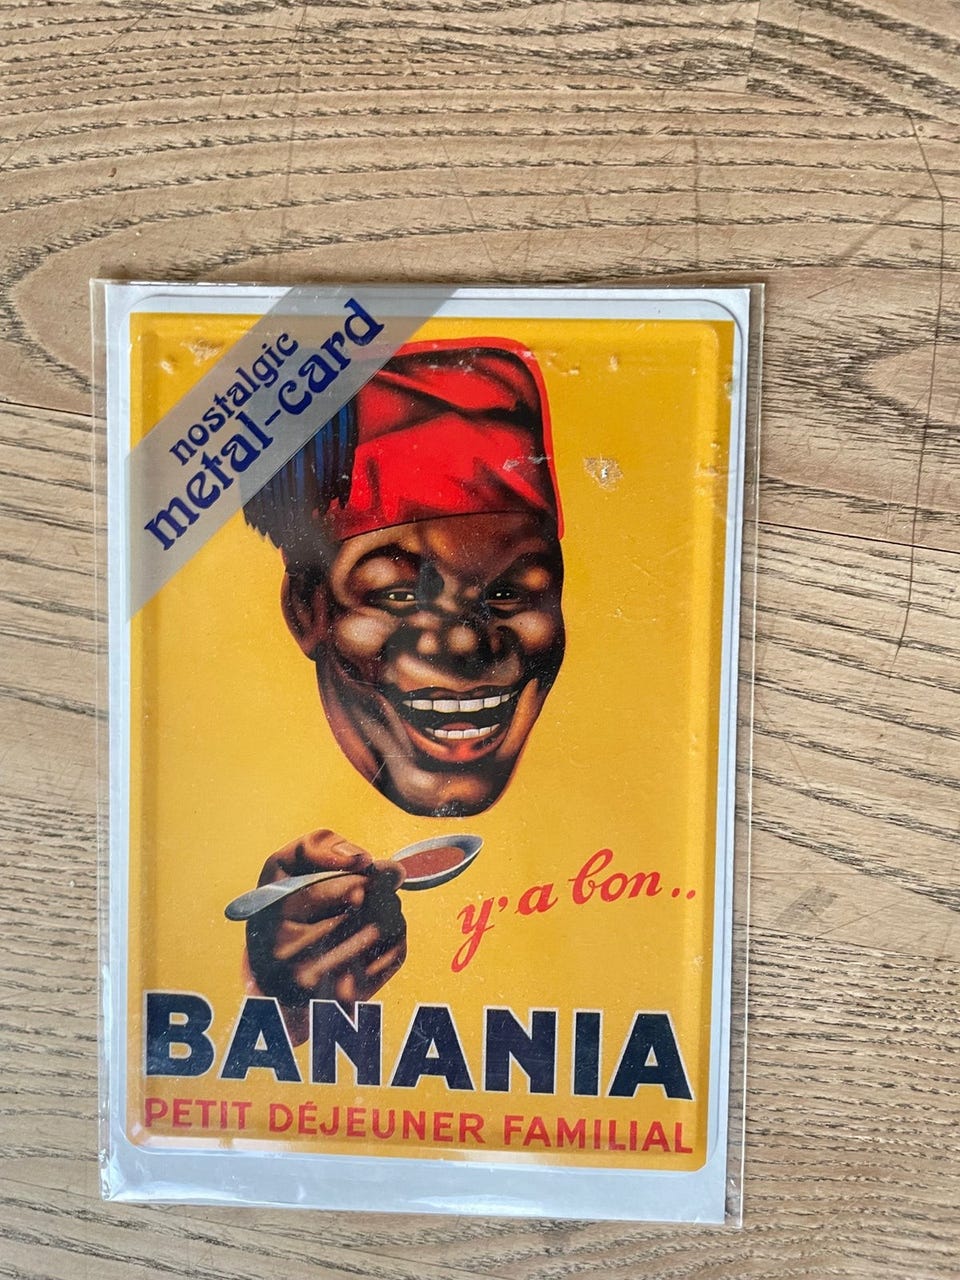 nostalgic
metal-card
y'a bon..
BANANIA
PETIT DÉJEUNER FAMILIAL